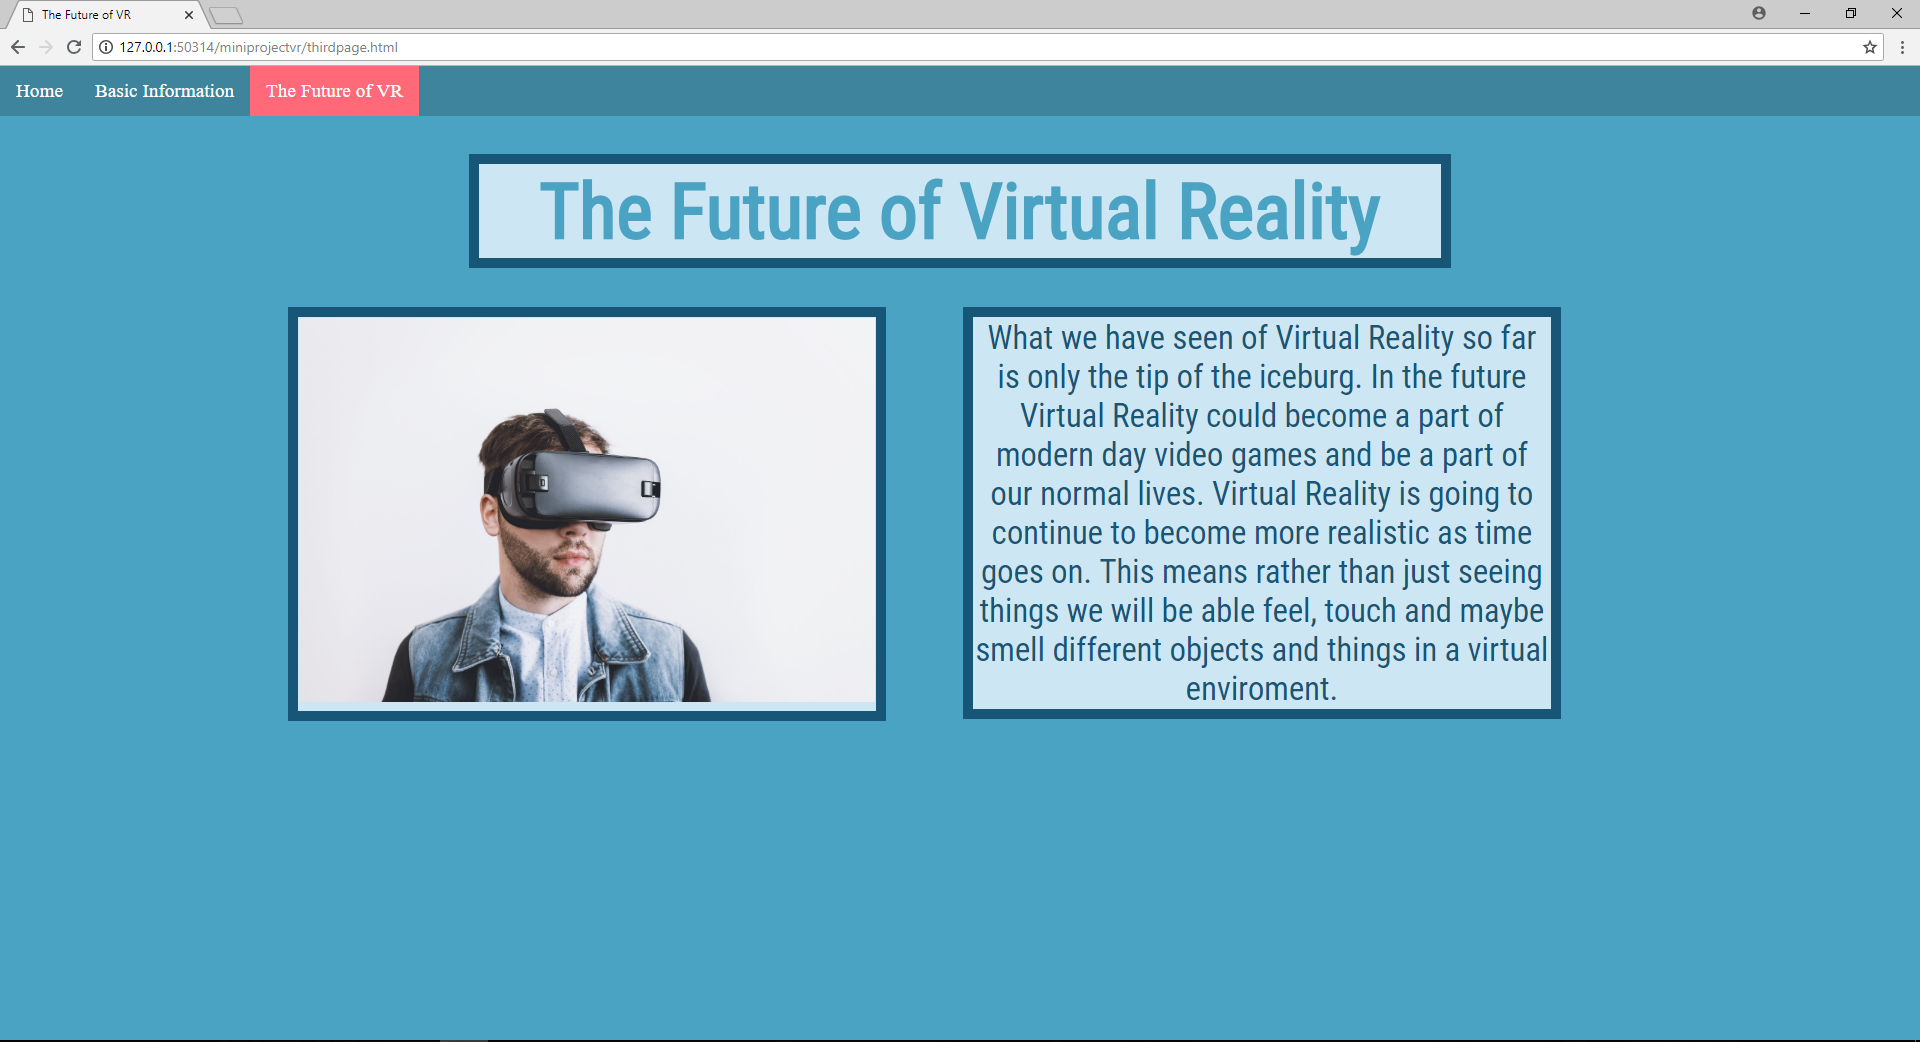 The Future of VR
127.0.0.1:50314/miniprojectvr/thirdpage.html
Home Basic Information The Future of VR
The Future of Virtual Reality
What we have seen of Virtual Reality so far
is only the tip of the iceburg. In the future
Virtual Reality could become a part of
modern day video games and be a part of
our normal lives. Virtual Reality is going to
continue to become more realistic as time
goes on. This means rather than just seeing
things we will be able feel, touch and maybe
smell different objects and things in a virtual
enviroment.